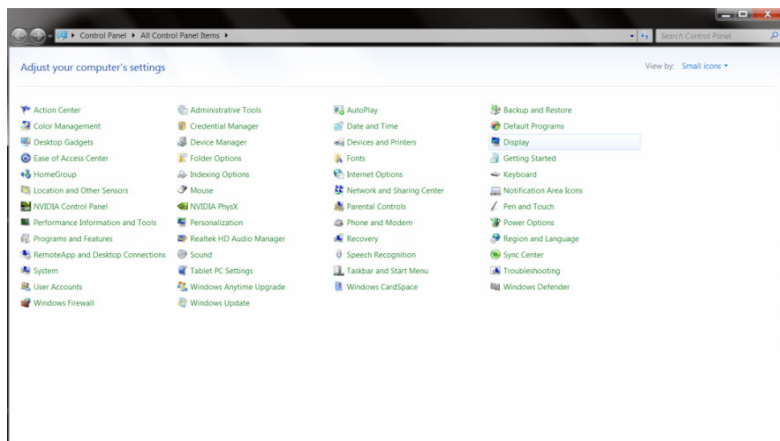 Control Panel ▸ All Control Panel Items ▸ Search Control Panel
Adjust your computer's settings View by: Small icons
Action Center Administrative Tools AutoPlay Backup and Restore
Color Management Credential Manager Date and Time Default Programs
Desktop Gadgets Device Manager Devices and Printers Display
Ease of Access Center Folder Options Fonts Getting Started
HomeGroup Indexing Options Internet Options Keyboard
Location and Other Sensors Mouse Network and Sharing Center Notification Area Icons
NVIDIA Control Panel NVIDIA PhysX Parental Controls Pen and Touch
Performance Information and Tools Personalization Phone and Modem Power Options
Programs and Features Realtek HD Audio Manager Recovery Region and Language
RemoteApp and Desktop Connections Sound Speech Recognition Sync Center
System Tablet PC Settings Taskbar and Start Menu Troubleshooting
User Accounts Windows Anytime Upgrade Windows CardSpace Windows Defender
Windows Firewall Windows Update